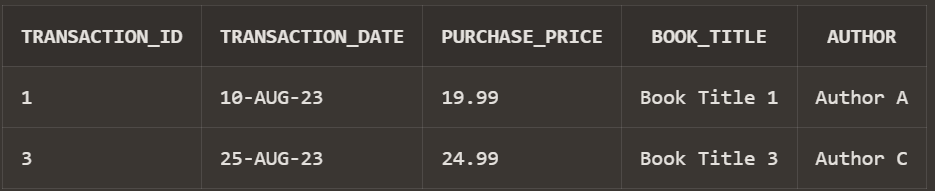 TRANSACTION_ID TRANSACTION_DATE PURCHASE_PRICE BOOK_TITLE AUTHOR
1 10-AUG-23 19.99 Book Title 1 Author A
3 25-AUG-23 24.99 Book Title 3 Author C